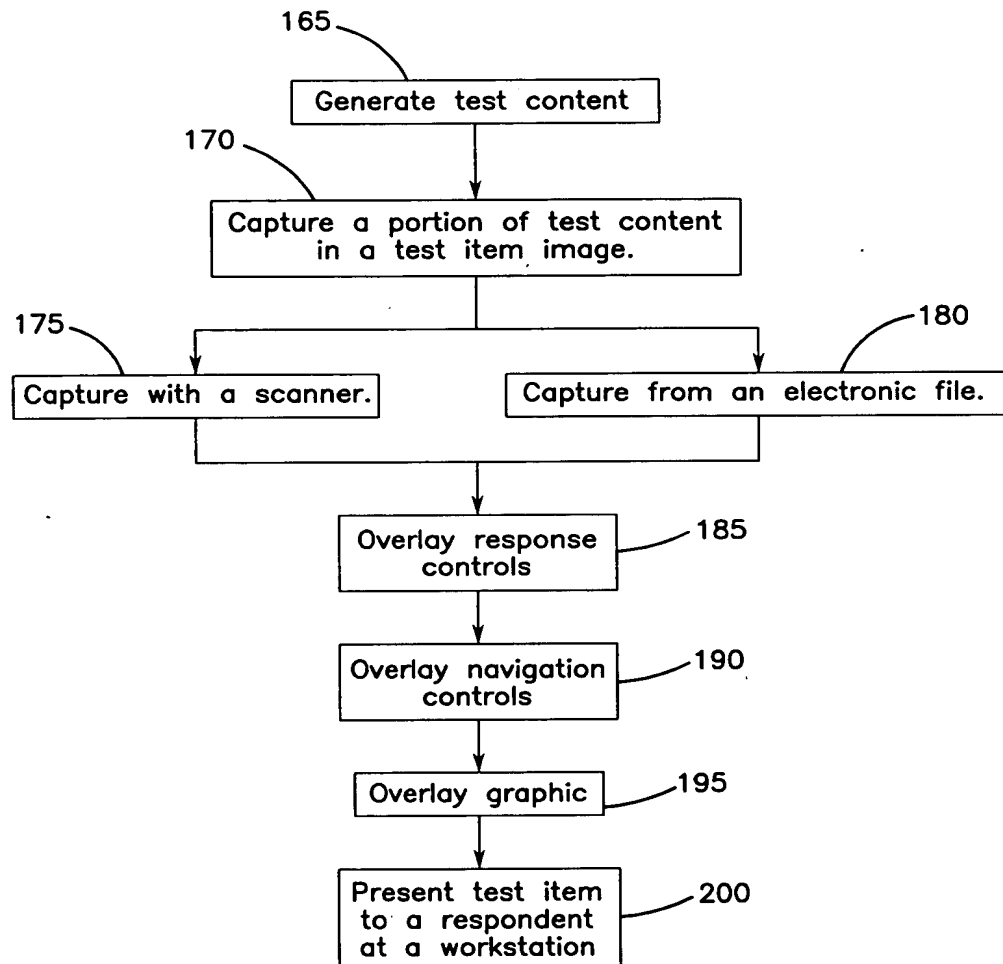 165
Generate test content
170
Capture a portion of test content
in a test item image.
175
180
Capture with a scanner.
Capture from an electronic file.
Overlay response
controls
185
Overlay navigation
controls
190
Overlay graphic
195
Present test item
to a respondent
at a workstation
200